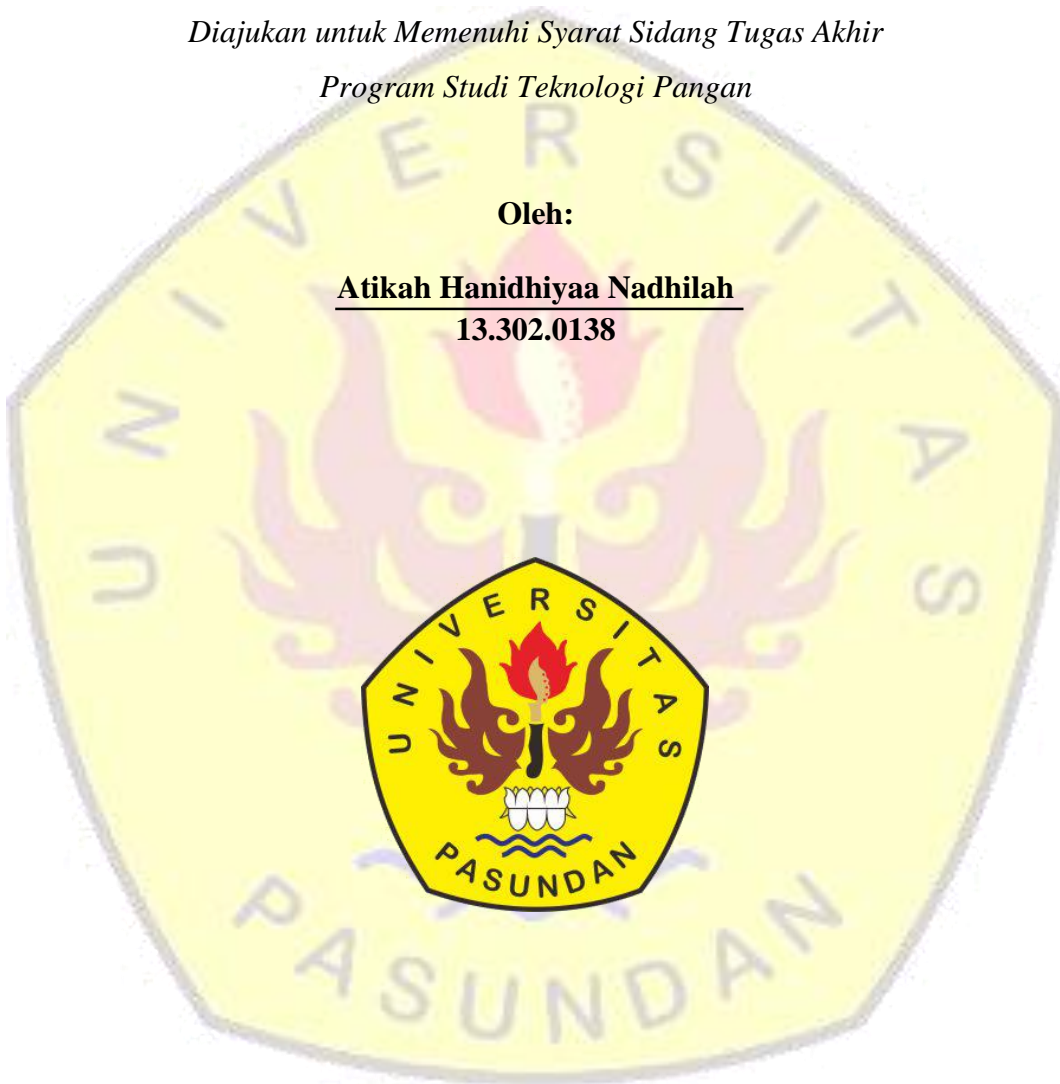 Diajukan untuk Memenuhi Syarat Sidang Tugas Akhir
Program Studi Teknologi Pangan
Oleh:
Atikah Hanidhiyaa Nadhilah
13.302.0138
UNIVERSITAS
PASUNDAN
UNIVERSITAS
PASUNDAN